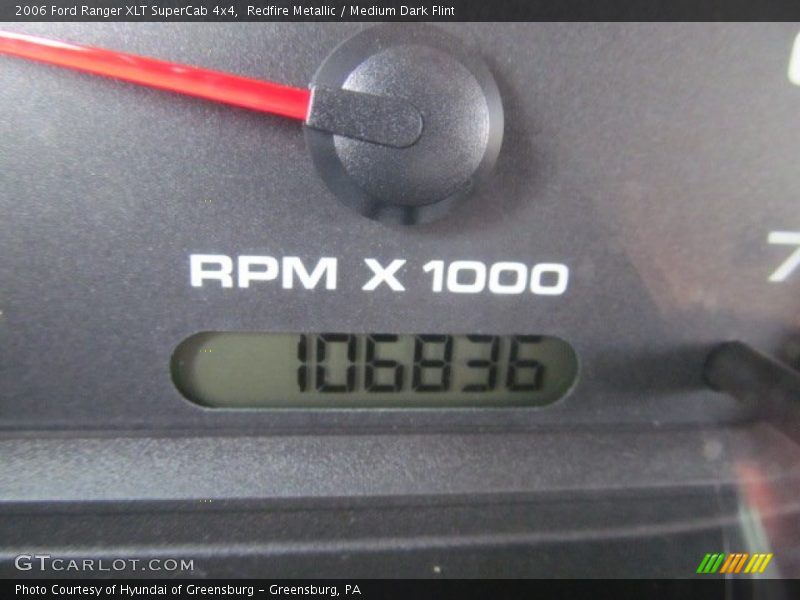 2006 Ford Ranger XLT SuperCab 4x4, Redfire Metallic / Medium Dark Flint
7
RPM X 1000
106836
GTCARLOT.COM
Photo Courtesy of Hyundai of Greensburg - Greensburg, PA